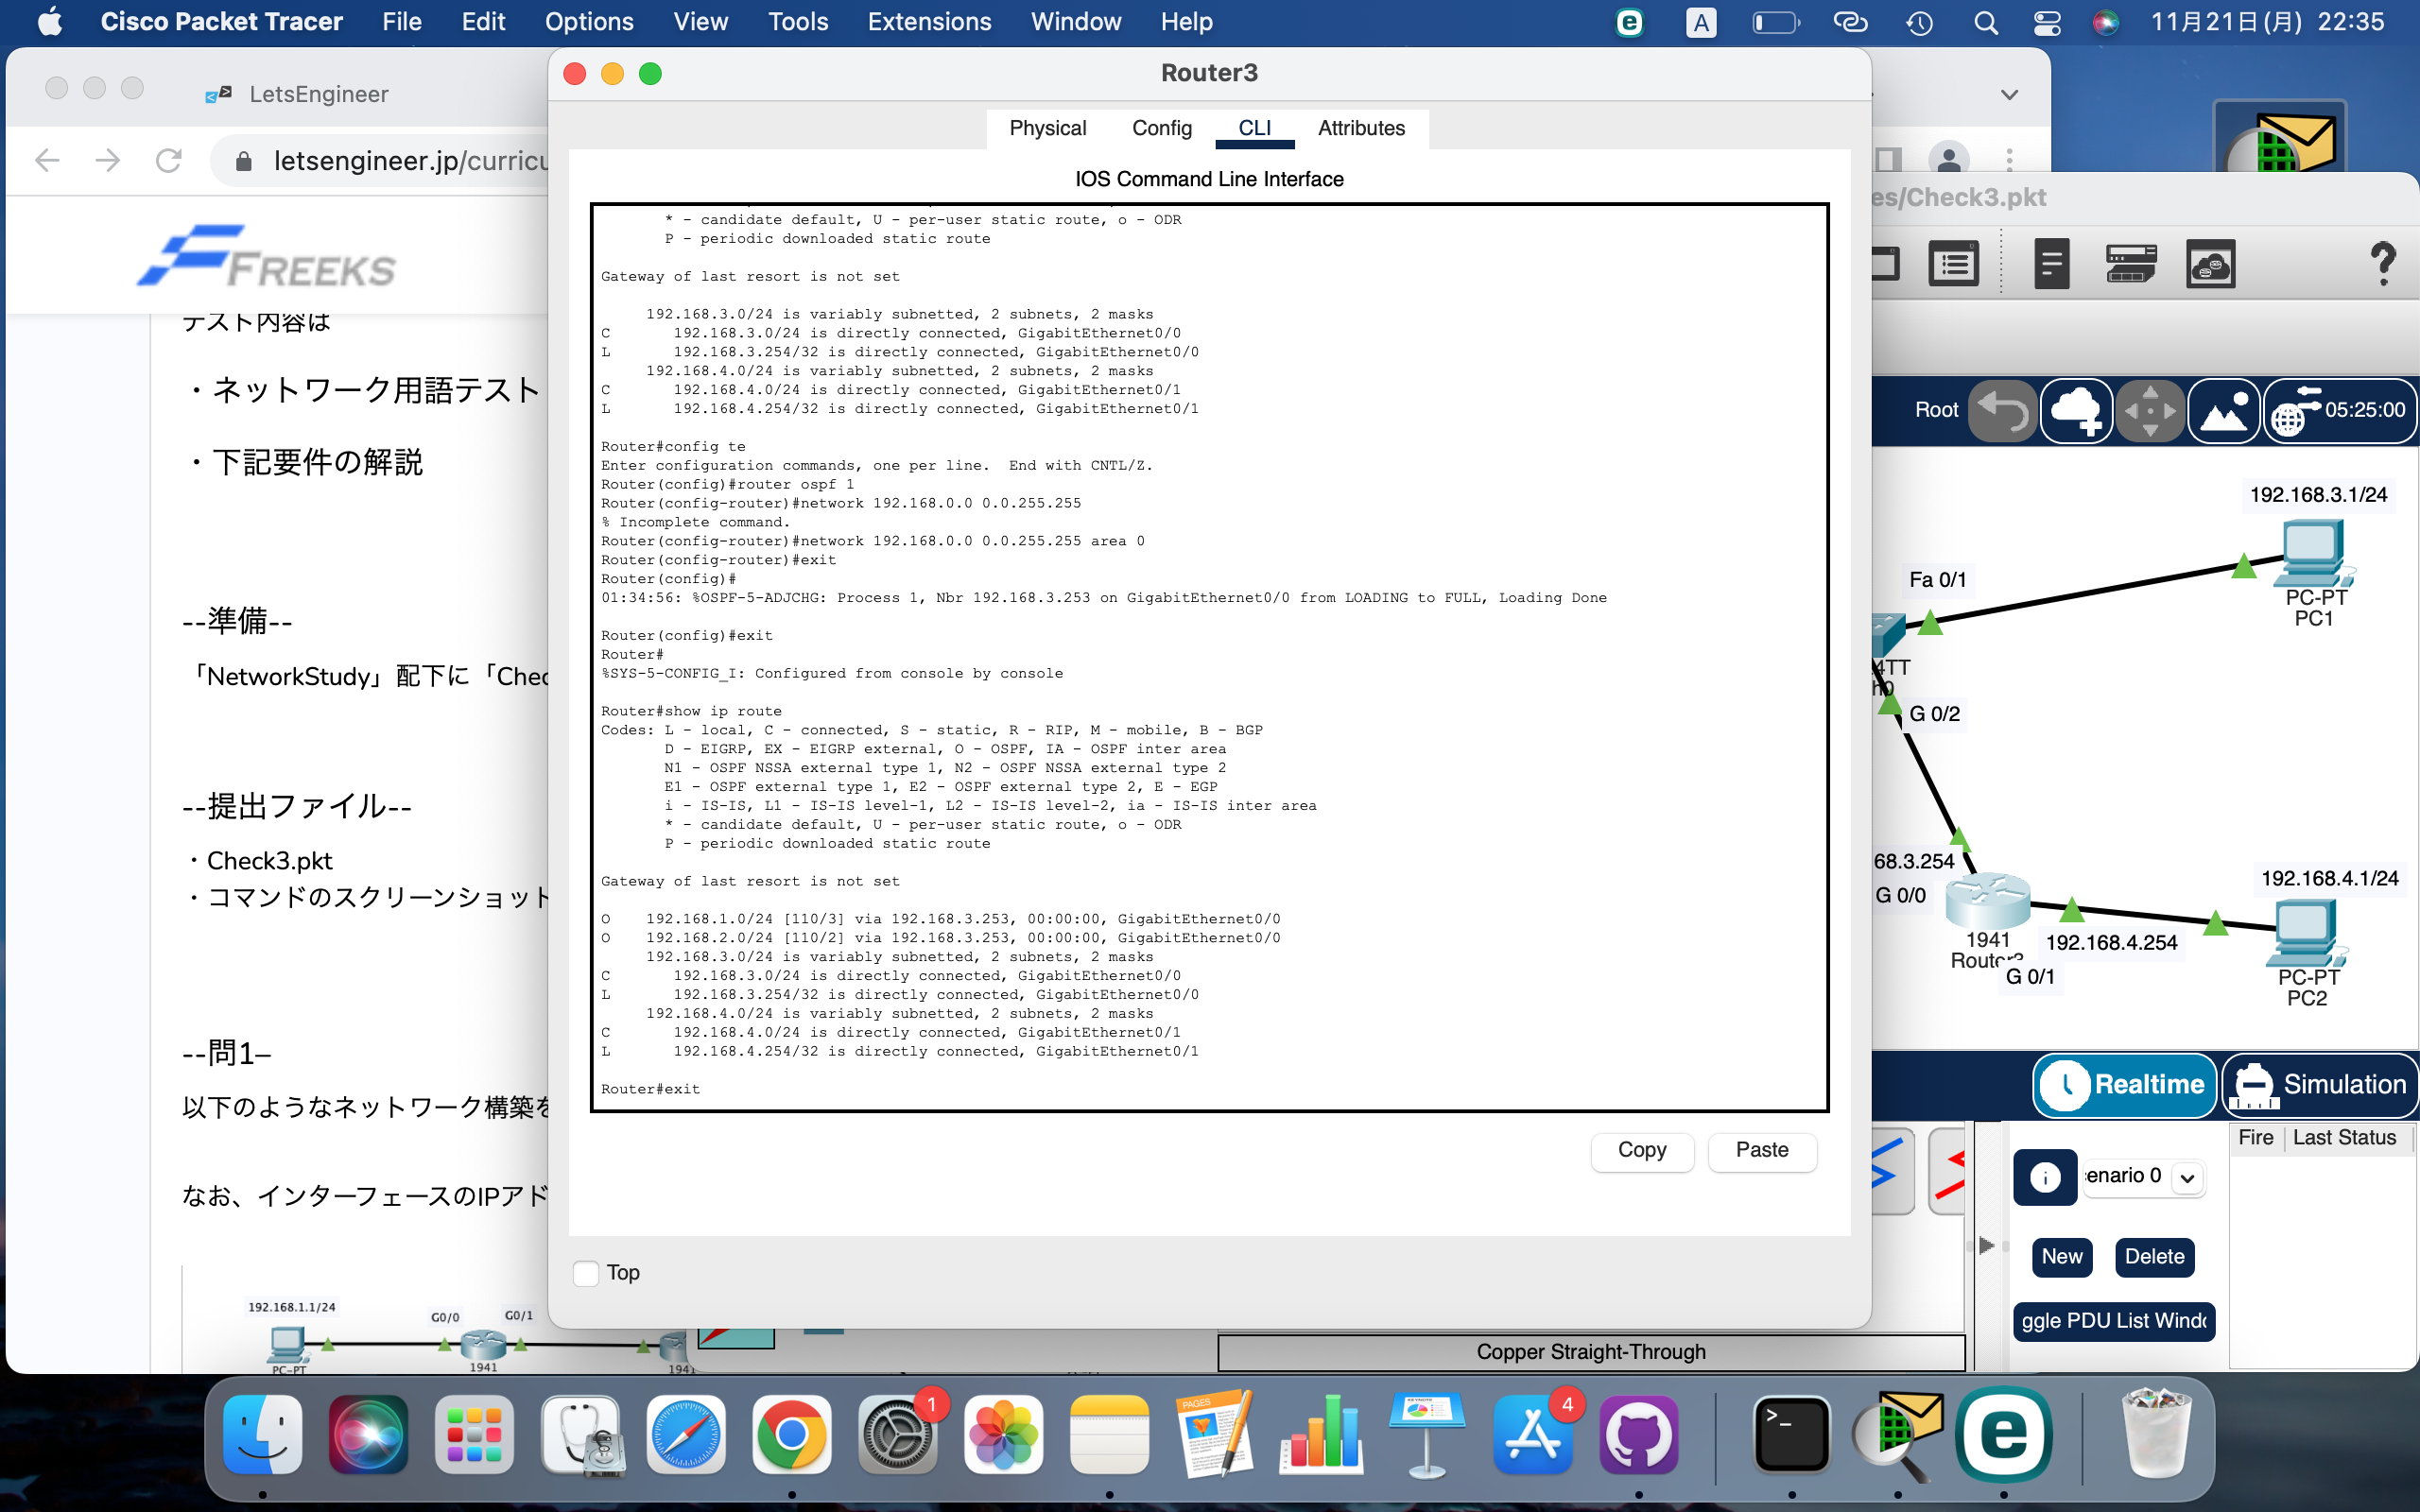 Cisco Packet Tracer File Edit Options View Tools Extensions Window Help A 11月21日(月) 22:35
LetsEngineer
letsengineer.jp/curricu
FREEKS
テスト内容は
・ネットワーク用語テスト
・下記要件の解説
--準備--
「NetworkStudy」配下に「Chec
--提出ファイル--
・Check3.pkt
・コマンドのスクリーンショット
--問1–
以下のようなネットワーク構築を
なお、インターフェースのIPアド
192.168.1.1/24
G0/0
G0/1
PC-PT
1941
1941
Router3
Physical Config CLI Attributes
IOS Command Line Interface
* - candidate default, U - per-user static route, o - ODR
P - periodic downloaded static route
Gateway of last resort is not set
192.168.3.0/24 is variably subnetted, 2 subnets, 2 masks
C 192.168.3.0/24 is directly connected, GigabitEthernet0/0
L 192.168.3.254/32 is directly connected, GigabitEthernet0/0
192.168.4.0/24 is variably subnetted, 2 subnets, 2 masks
C 192.168.4.0/24 is directly connected, GigabitEthernet0/1
L 192.168.4.254/32 is directly connected, GigabitEthernet0/1
Router#config te
Enter configuration commands, one per line. End with CNTL/Z.
Router(config)#router ospf 1
Router(config-router)#network 192.168.0.0 0.0.255.255
% Incomplete command.
Router(config-router)#network 192.168.0.0 0.0.255.255 area 0
Router(config-router)#exit
Router(config)#
01:34:56: %OSPF-5-ADJCHG: Process 1, Nbr 192.168.3.253 on GigabitEthernet0/0 from LOADING to FULL, Loading Done
Router(config)#exit
Router#
%SYS-5-CONFIG_I: Configured from console by console
Router#show ip route
Codes: L - local, C - connected, S - static, R - RIP, M - mobile, B - BGP
D - EIGRP, EX - EIGRP external, O - OSPF, IA - OSPF inter area
N1 - OSPF NSSA external type 1, N2 - OSPF NSSA external type 2
E1 - OSPF external type 1, E2 - OSPF external type 2, E - EGP
i - IS-IS, L1 - IS-IS level-1, L2 - IS-IS level-2, ia - IS-IS inter area
* - candidate default, U - per-user static route, o - ODR
P - periodic downloaded static route
Gateway of last resort is not set
O 192.168.1.0/24 [110/3] via 192.168.3.253, 00:00:00, GigabitEthernet0/0
O 192.168.2.0/24 [110/2] via 192.168.3.253, 00:00:00, GigabitEthernet0/0
192.168.3.0/24 is variably subnetted, 2 subnets, 2 masks
C 192.168.3.0/24 is directly connected, GigabitEthernet0/0
L 192.168.3.254/32 is directly connected, GigabitEthernet0/0
192.168.4.0/24 is variably subnetted, 2 subnets, 2 masks
C 192.168.4.0/24 is directly connected, GigabitEthernet0/1
L 192.168.4.254/32 is directly connected, GigabitEthernet0/1
Router#exit
Copy Paste
Top
es/Check3.pkt
?
Root 05:25:00
192.168.3.1/24
Fa 0/1
PC-PT
PC1
4TT
h0
G 0/2
68.3.254
G 0/0
192.168.4.1/24
1941
192.168.4.254
G 0/1
PC-PT
PC2
Realtime Simulation
Fire Last Status
enario 0
New Delete
ggle PDU List Wind
Copper Straight-Through
1
PAGES
4
>_
e